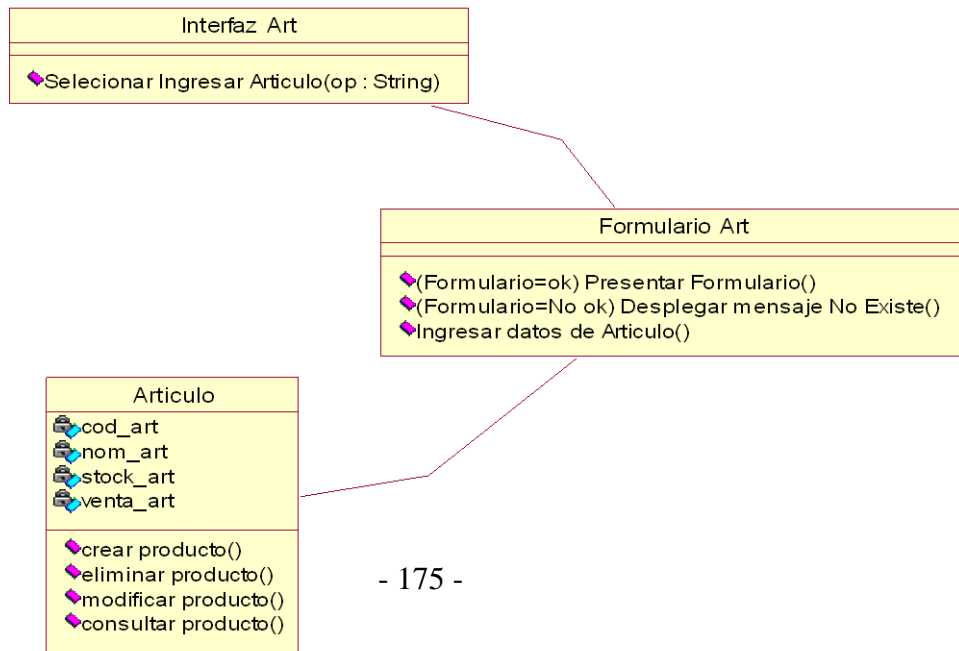 Interfaz Art
Selecionar Ingresar Articulo(op : String)
Formulario Art
(Formulario=ok) Presentar Formulario()
(Formulario=No ok) Desplegar mensaje No Existe()
Ingresar datos de Articulo()
Articulo
cod_art
nom_art
stock_art
venta_art
crear producto()
eliminar producto()
modificar producto()
consultar producto()
- 175 -